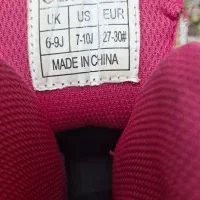 UK US EUR
6-9J 7-10J 27-30#
MADE IN CHINA